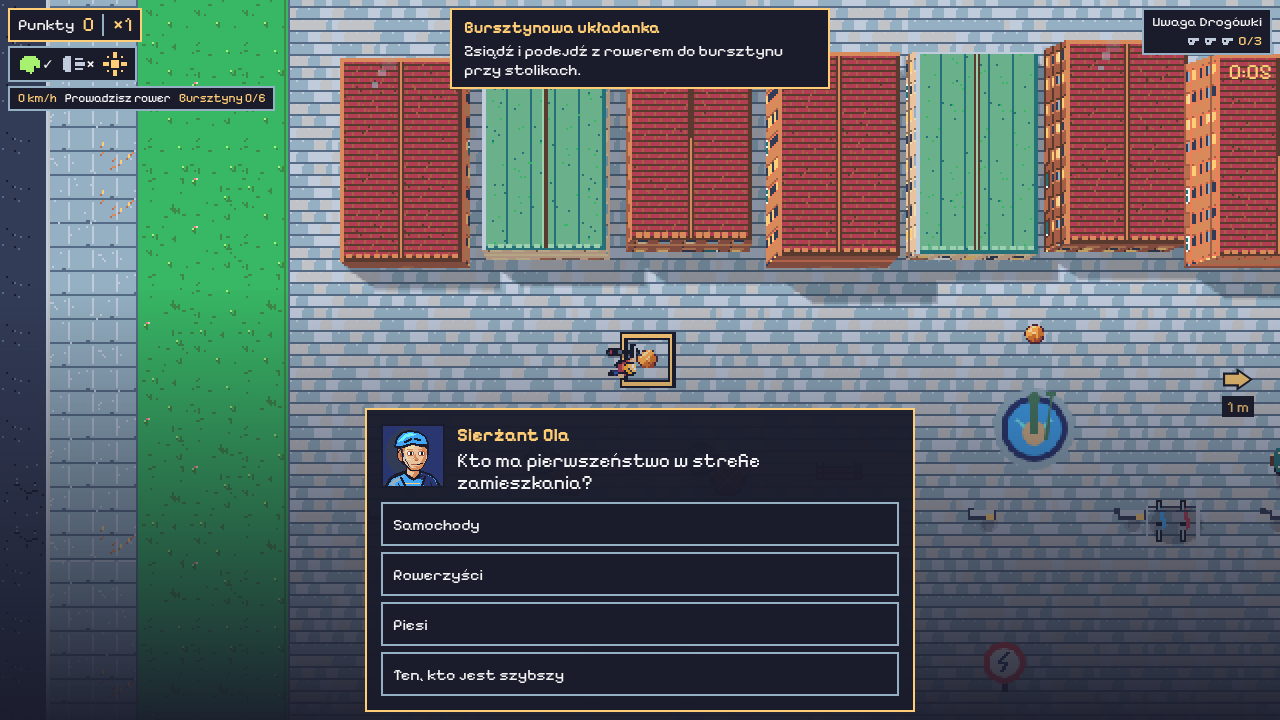 Punkty 0 ×1
Bursztynowa układanka
Zsiądź i podejdź z rowerem do bursztynu
przy stolikach.
Uwaga Drogówki
0/3
0:09
0 km/h Prowadzisz rower Bursztyny 0/6
1 m
Sierżant Ola
Kto ma pierwszeństwo w strefie
zamieszkania?
Samochody
Rowerzyści
Piesi
Ten, kto jest szybszy